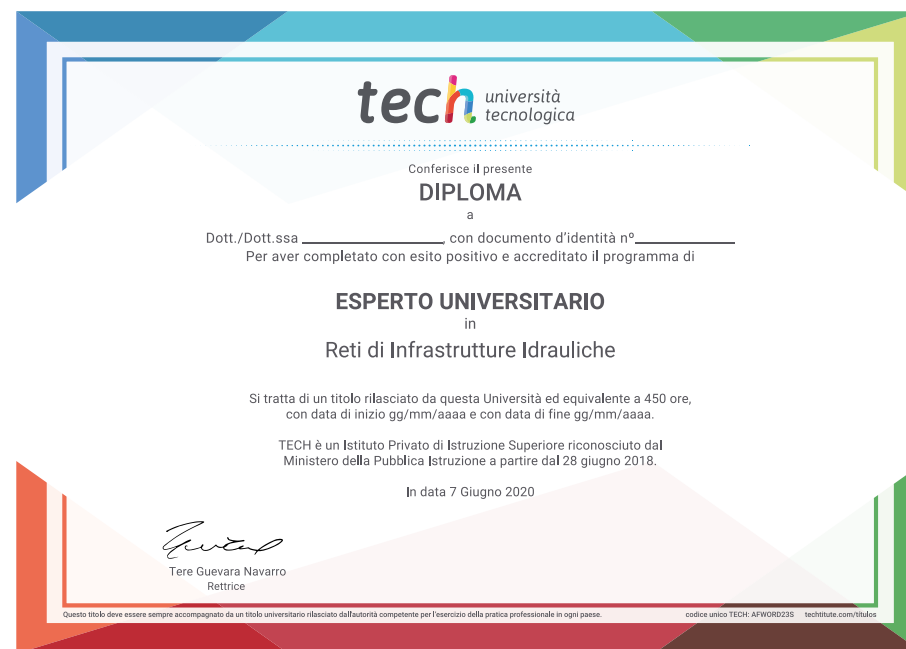 tech università
tecnologica
Conferisce il presente
DIPLOMA
a
Dott./Dott.ssa ________________, con documento d'identità nº____________
Per aver completato con esito positivo e accreditato il programma di
ESPERTO UNIVERSITARIO
in
Reti di Infrastrutture Idrauliche
Si tratta di un titolo rilasciato da questa Università ed equivalente a 450 ore,
con data di inizio gg/mm/aaaa e con data di fine gg/mm/aaaa.
TECH è un Istituto Privato di Istruzione Superiore riconosciuto dal
Ministero della Pubblica Istruzione a partire dal 28 giugno 2018.
In data 7 Giugno 2020
Tere Guevara Navarro
Rettrice
Questo titolo deve essere sempre accompagnato da un titolo universitario rilasciato dall'autorità competente per l'esercizio della pratica professionale in ogni paese. codice unico TECH: AFWORD23S techtitute.com/titulos